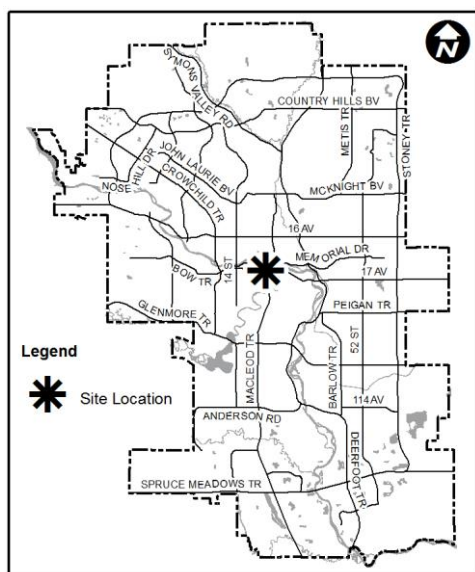 N
SYMONS VALLEY RD
COUNTRY HILLS BV
METIS TR
STONEY TR
JOHN LAURIE BV
CROWCHILD TR
NOSE HILL DR
MCKNIGHT BV
16 AV
MEMORIAL DR
17 AV
BOW TR
14 ST
PEIGAN TR
GLENMORE TR
52 ST
Legend
Site Location
MACLEOD TR
BARLOW TR
114 AV
ANDERSON RD
DEERFOOT TR
SPRUCE MEADOWS TR